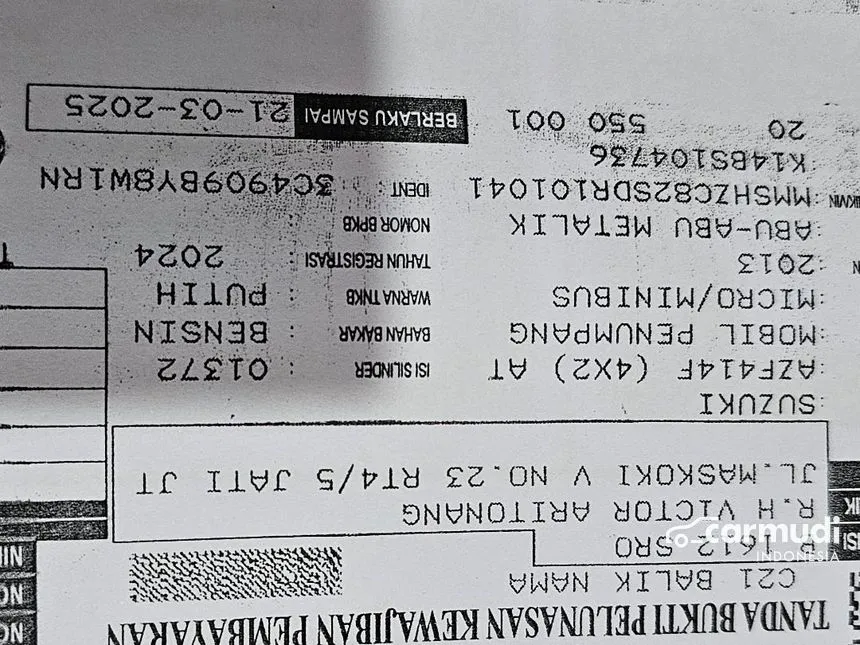 TANDA BUKTI PELUNASAN KEWAJIBAN PEMBAYARAN
C21 BALIK NAMA
1612 SRO
R.H VICTOR ARITONANG
JL.MASKOKI V NO.23 RT4/5 JATI JT
:SUZUKI
:AZF414F (4X2) AT ISI SILINDER : 01372
:MOBIL PENUMPANG BAHAN BAKAR : BENSIN
:MICRO/MINIBUS WARNA TNKB : PUTIH
:2013 TAHUN REGISTRASI : 2024
:ABU-ABU METALIK NOMOR BPKB :
:MMSHZC82SDR101041 IDENT : 3C4909BY8W1RN
:K14BS104736
20 550 001 BERLAKU SAMPAI 21-03-2025
carmudi
INDONESIA